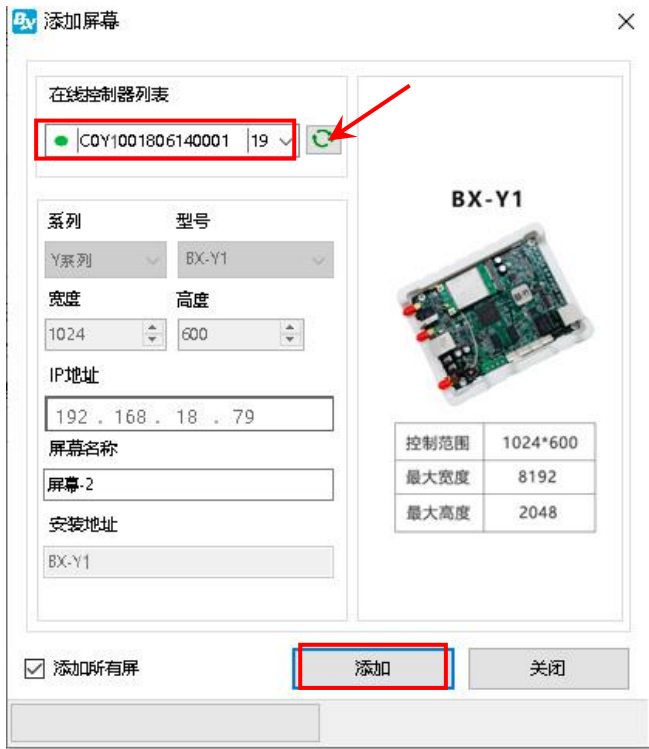 BX 添加屏幕
在线控制器列表
C0Y1001806140001 19
系列 型号
Y系列 BX-Y1
宽度 高度
1024 600
IP地址
192 . 168 . 18 . 79
屏幕名称
屏幕-2
安装地址
BX-Y1
BX-Y1
控制范围 1024*600
最大宽度 8192
最大高度 2048
添加所有屏 添加 关闭